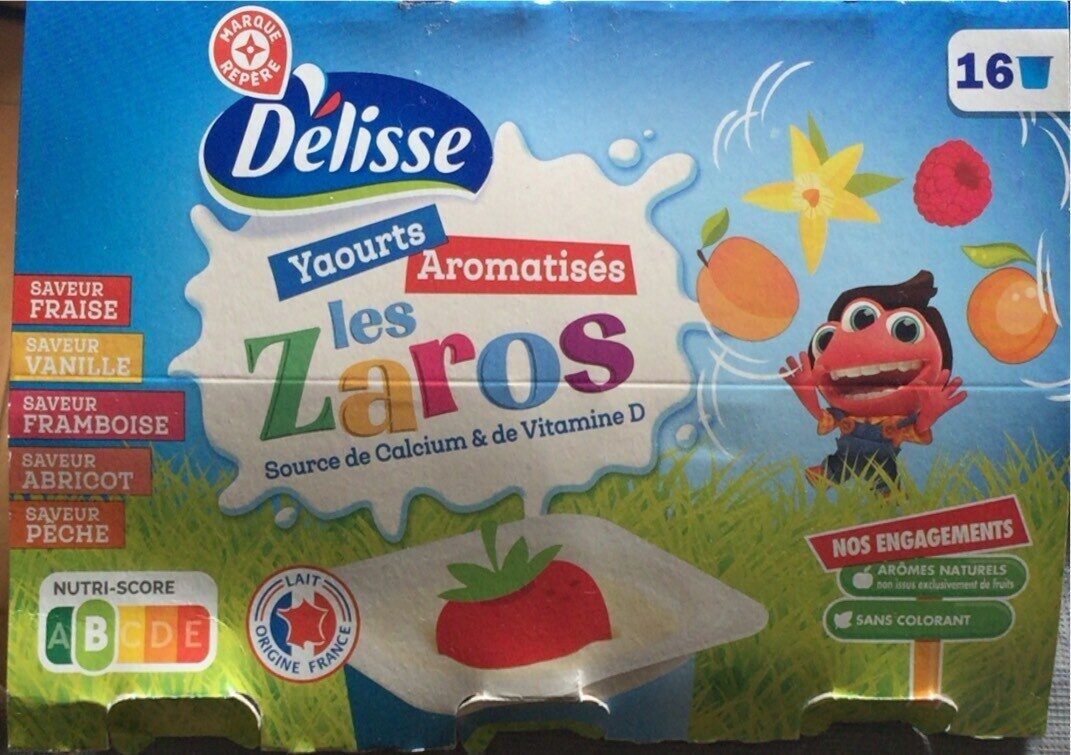 MARQUE
REPÈRE
Délisse
16
Yaourts
Aromatisés
les
Zaros
Source de Calcium & de Vitamine D
SAVEUR
FRAISE
SAVEUR
VANILLE
SAVEUR
FRAMBOISE
SAVEUR
ABRICOT
SAVEUR
PÊCHE
NUTRI-SCORE
A B C D E
LAIT
ORIGINE FRANCE
NOS ENGAGEMENTS
ARÔMES NATURELS
non issus exclusivement de fruits
SANS COLORANT